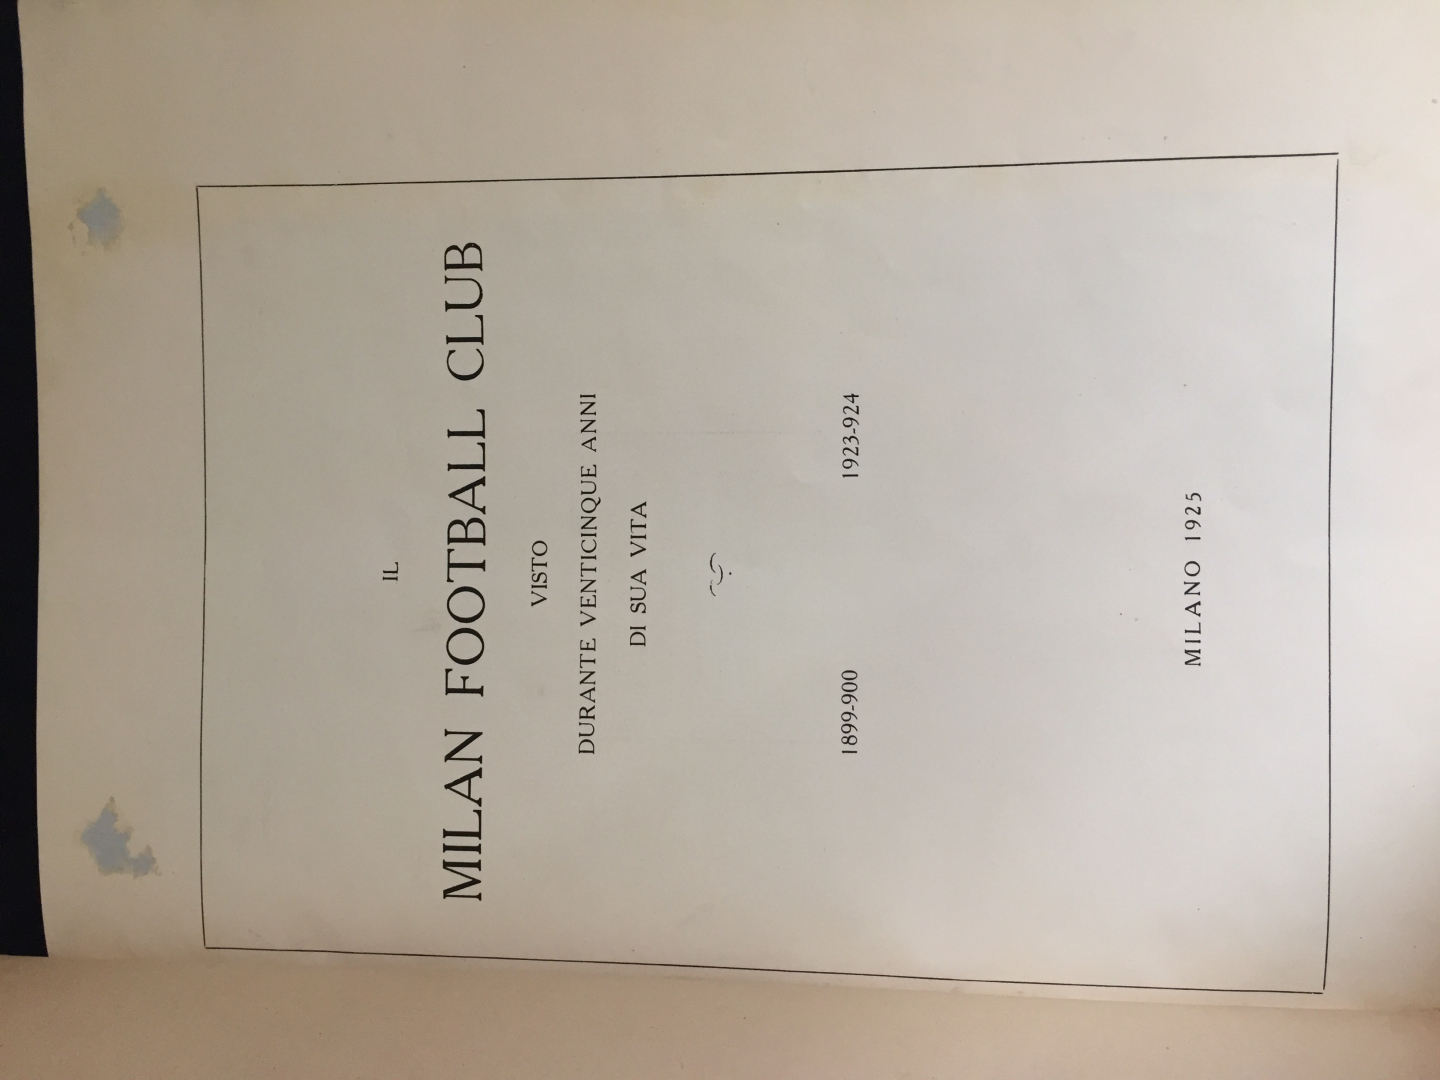 IL
MILAN FOOTBALL CLUB
VISTO
DURANTE VENTICINQUE ANNI
DI SUA VITA
1899-900 1923-924
MILANO 1925